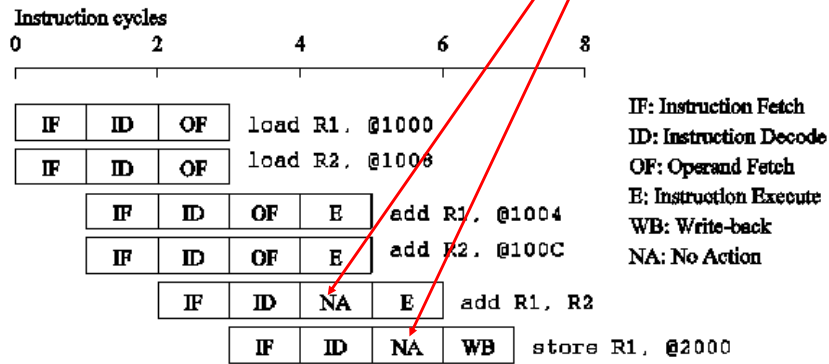 Instruction cycles
0 2 4 6 8
IF ID OF load R1, @1000
IF ID OF load R2, @1008
IF ID OF E add R1, @1004
IF ID OF E add R2, @100C
IF ID NA E add R1, R2
IF ID NA WB store R1, @2000
IF: Instruction Fetch
ID: Instruction Decode
OF: Operand Fetch
E: Instruction Execute
WB: Write-back
NA: No Action